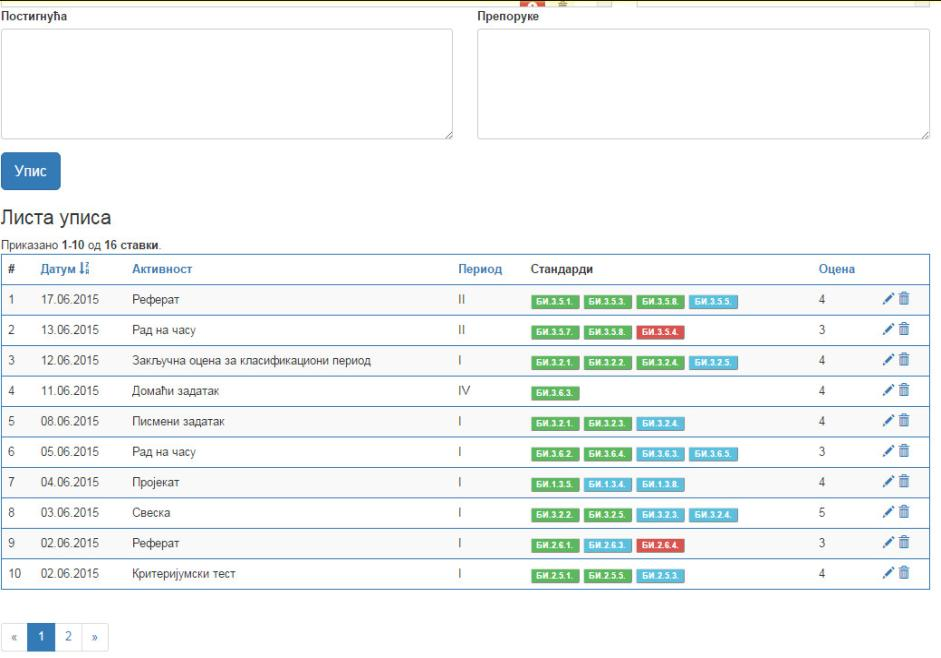 Постигнућа Препоруке
Упис
Листа уписа
Приказано 1-10 од 16 ставки.
# Датум Активност Период Стандарди Оцена
1 17.06.2015 Реферат II БИ.3.5.1. БИ.3.5.3. БИ.3.5.8. БИ.3.5.5. 4
2 13.06.2015 Рад на часу II БИ.3.5.7. БИ.3.5.8. БИ.3.5.4. 3
3 12.06.2015 Закључна оцена за класификациони период I БИ.3.2.1. БИ.3.2.2. БИ.3.2.4. БИ.3.2.5. 4
4 11.06.2015 Домаћи задатак IV БИ.3.6.3. 4
5 08.06.2015 Писмени задатак I БИ.3.2.1. БИ.3.2.3. БИ.3.2.4. 4
6 05.06.2015 Рад на часу I БИ.3.6.2. БИ.3.6.4. БИ.3.6.3. БИ.3.6.5. 3
7 04.06.2015 Пројекат I БИ.1.3.5. БИ.1.3.4. БИ.1.3.8. 4
8 03.06.2015 Свеска I БИ.3.2.2. БИ.3.2.5. БИ.3.2.3. БИ.3.2.4. 5
9 02.06.2015 Реферат I БИ.2.6.1. БИ.2.6.3. БИ.2.6.4. 3
10 02.06.2015 Критеријумски тест I БИ.2.5.1. БИ.2.5.5. БИ.2.5.3. 4
« 1 2 »